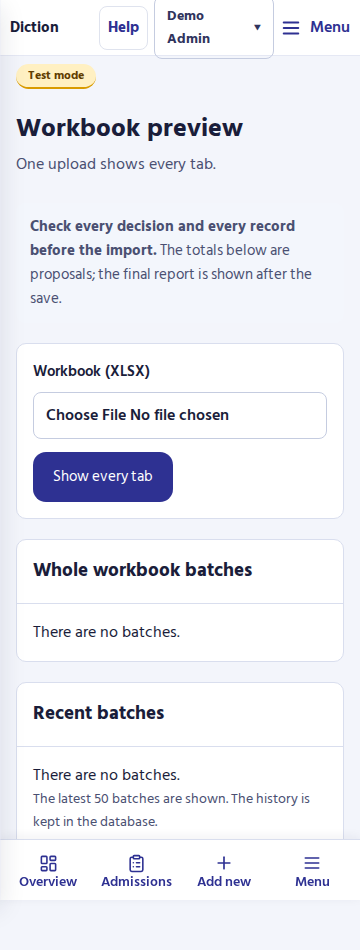 Diction
Help
Demo
Admin
Menu
Test mode
Workbook preview
One upload shows every tab.
Check every decision and every record
before the import. The totals below are
proposals; the final report is shown after the
save.
Workbook (XLSX)
Choose File No file chosen
Show every tab
Whole workbook batches
There are no batches.
Recent batches
There are no batches.
The latest 50 batches are shown. The history is
kept in the database.
Overview
Admissions
Add new
Menu